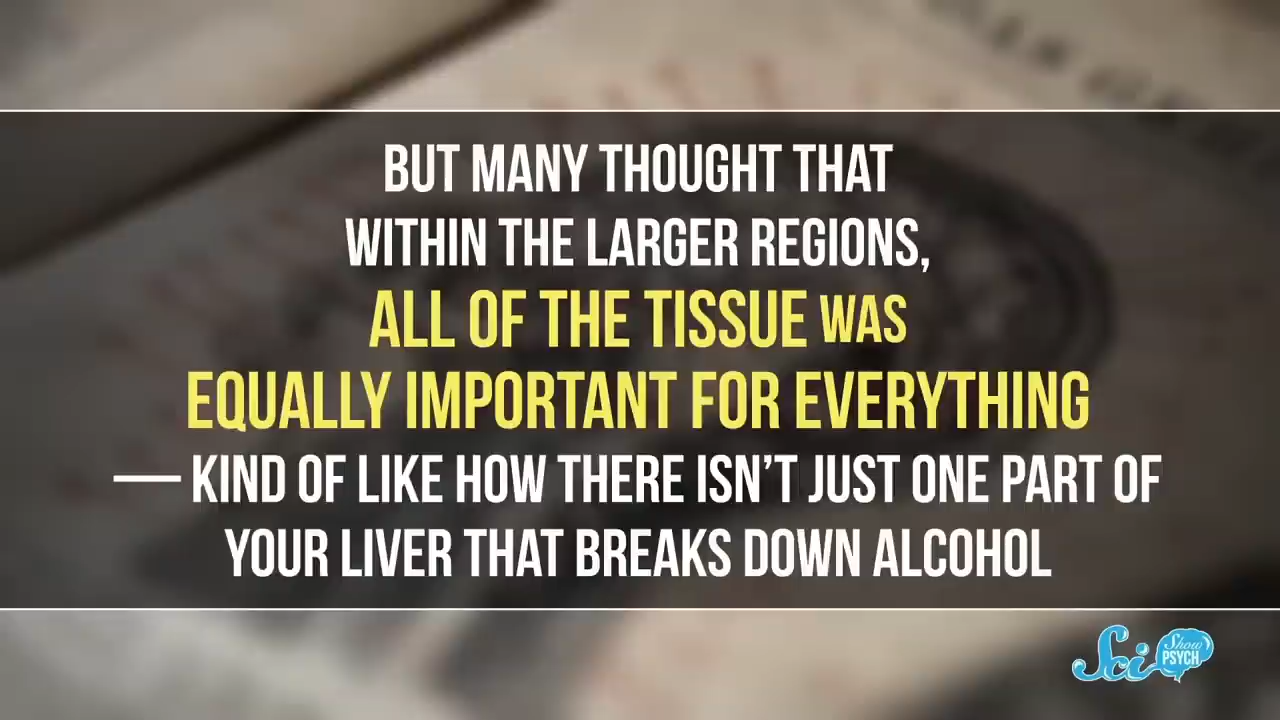 BUT MANY THOUGHT THAT
WITHIN THE LARGER REGIONS,
ALL OF THE TISSUE WAS
EQUALLY IMPORTANT FOR EVERYTHING
— KIND OF LIKE HOW THERE ISN’T JUST ONE PART OF
YOUR LIVER THAT BREAKS DOWN ALCOHOL
Sci Show
PSYCH